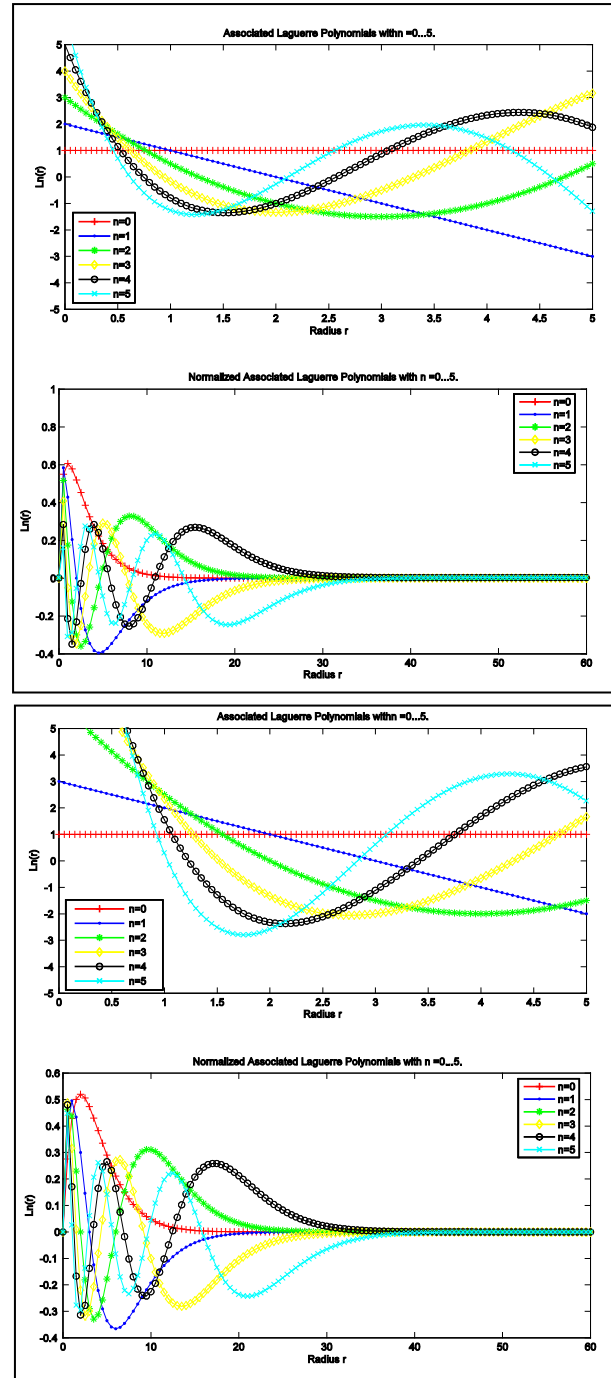 Associated Laguerre Polynomials withn =0...5.
5
4
3
2
1
0
-1
-2
-3
-4
-5
Ln(r)
n=0
n=1
n=2
n=3
n=4
n=5
0 0.5 1 1.5 2 2.5 3 3.5 4 4.5 5
Radius r
Normalized Associated Laguerre Polynomials with n =0...5.
1
0.8
0.6
0.4
0.2
0
-0.2
-0.4
Ln(r)
n=0
n=1
n=2
n=3
n=4
n=5
0 10 20 30 40 50 60
Radius r
Associated Laguerre Polynomials withn =0...5.
5
4
3
2
1
0
-1
-2
-3
-4
-5
Ln(r)
n=0
n=1
n=2
n=3
n=4
n=5
0 0.5 1 1.5 2 2.5 3 3.5 4 4.5 5
Radius r
Normalized Associated Laguerre Polynomials with n =0...5.
0.6
0.5
0.4
0.3
0.2
0.1
0
-0.1
-0.2
-0.3
-0.4
Ln(r)
n=0
n=1
n=2
n=3
n=4
n=5
0 10 20 30 40 50 60
Radius r